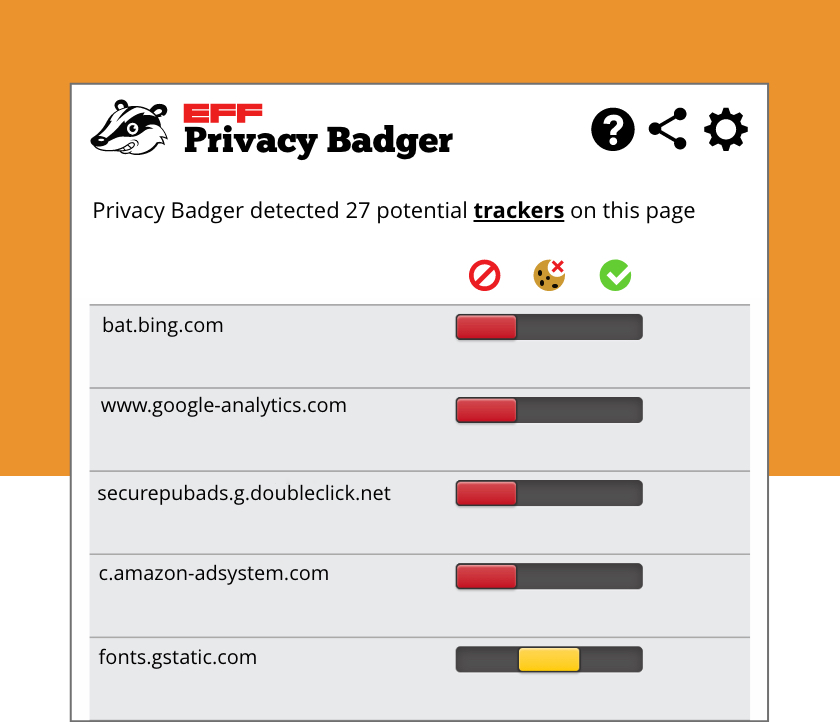 EFF
Privacy Badger
Privacy Badger detected 27 potential trackers on this page
bat.bing.com
www.google-analytics.com
securepubads.g.doubleclick.net
c.amazon-adsystem.com
fonts.gstatic.com